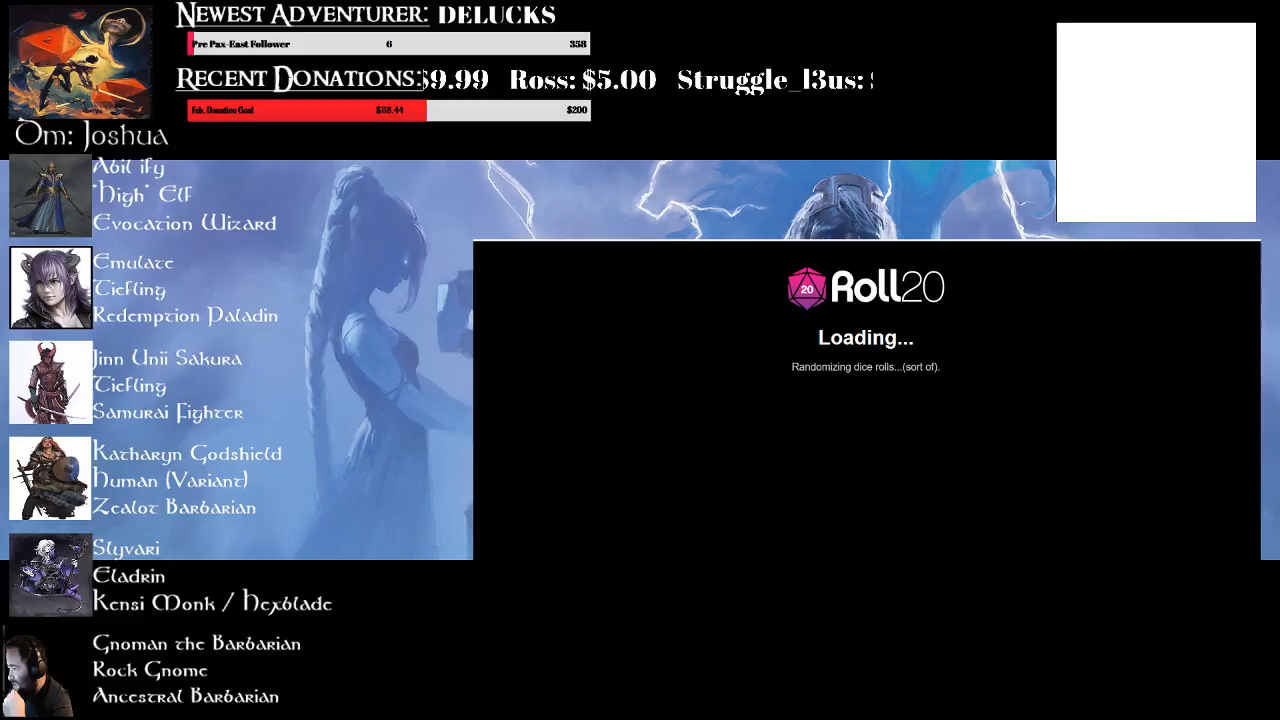 NEWEST ADVENTURER: DELUCKS
Pre Pax-East Follower 6 358
RECENT DONATIONS: $9.99 Ross: $5.00 Struggle_l3us:
Feb. Donation Goal $88.44 $200
Dm: Joshua
Abil ify
"High" Elf
Evocation Wizard
Emulate
Tiefling
Redemption Paladin
Jinn Unii Sakura
Tiefling
Samurai Fighter
Katharyn Godshield
Human (Variant)
Zealot Barbarian
Slyvari
Eladrin
Kensi Monk / Hexblade
Gnoman the Barbarian
Rock Gnome
Ancestral Barbarian
20 Roll20
Loading...
Randomizing dice rolls...(sort of).